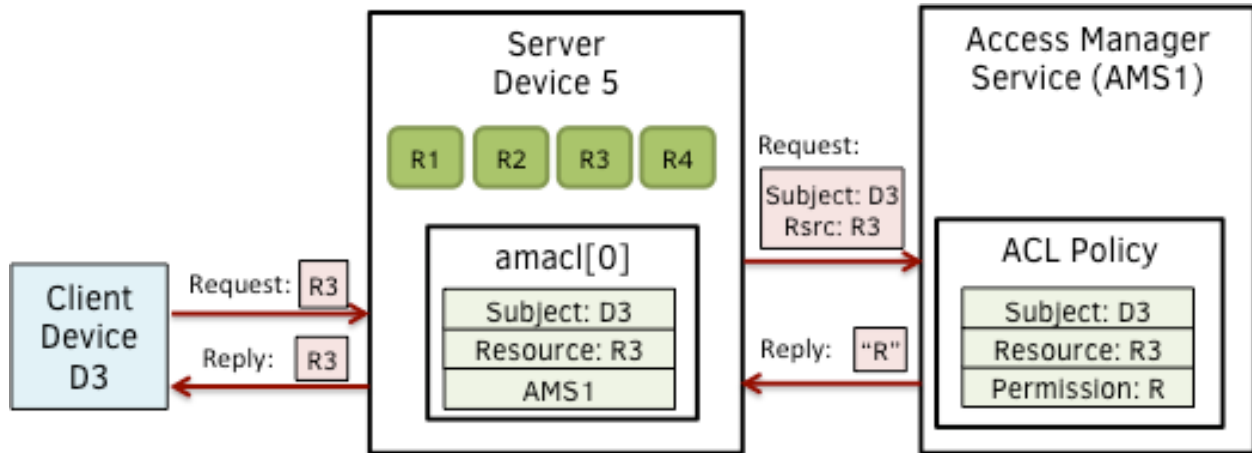 Server
Device 5
R1 R2 R3 R4
amacl[0]
Subject: D3
Resource: R3
AMS1
Client
Device
D3
Request: R3
Reply: R3
Request:
Subject: D3
Rsrc: R3
Reply: “R”
Access Manager
Service (AMS1)
ACL Policy
Subject: D3
Resource: R3
Permission: R